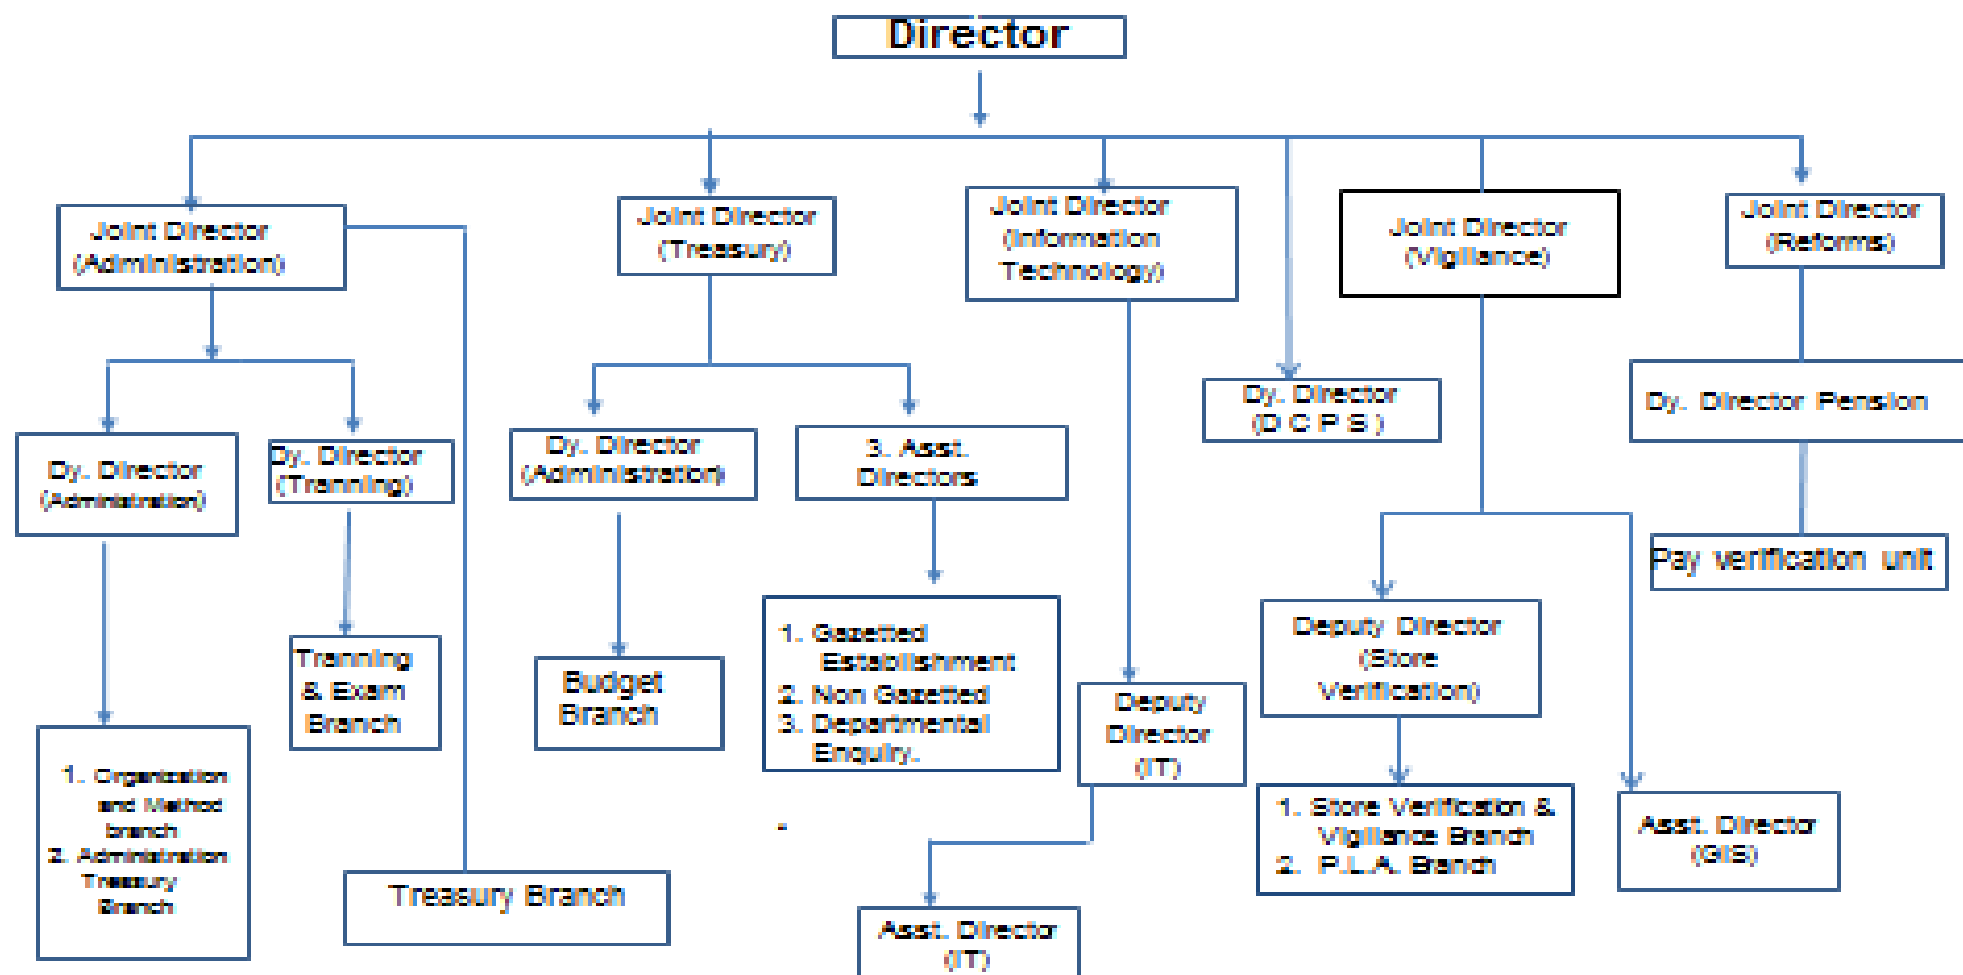 Director
Joint Director
(Administration)
Joint Director
(Treasury)
Joint Director
(Information
Technology)
Joint Director
(Vigilance)
Joint Director
(Reforms)
Dy. Director
(D C P S )
Dy. Director Pension
Dy. Director
(Administration)
Dy. Director
(Tranning)
Dy. Director
(Administration)
3. Asst.
Directors
Pay verification unit
1. Gazetted
Establishment
2. Non Gazetted
3. Departmental
Enquiry.
Deputy Director
(Store
Verification)
Tranning
& Exam
Branch
Budget
Branch
Deputy
Director
(IT)
1. Organization
and Method
branch
2. Administration
Treasury
Branch
1. Store Verification &
Vigilance Branch
2. P.L.A. Branch
Asst. Director
(GIS)
Treasury Branch
-
Asst. Director
(IT)